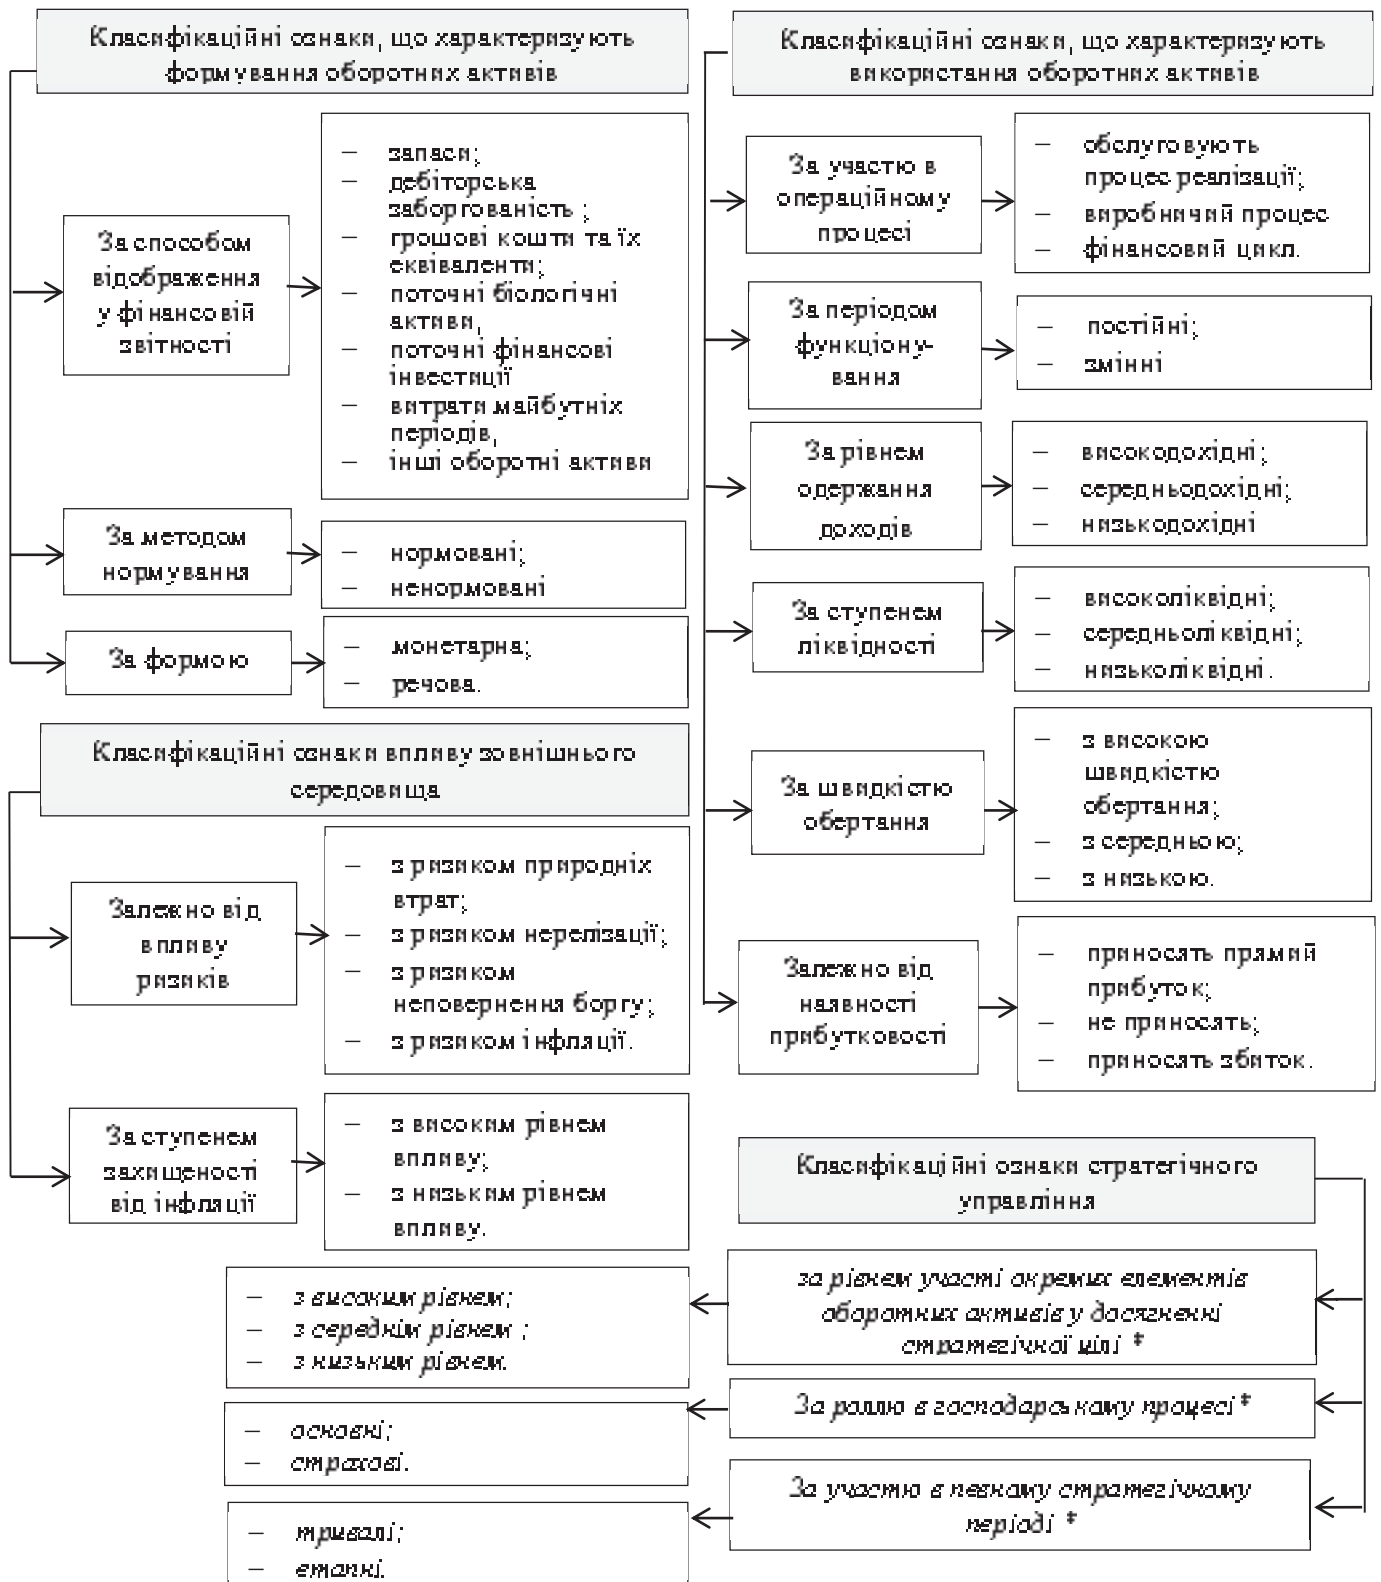 Класифікаційні ознаки, що характеризують
формування оборотних активів
За способом
відображення
у фінансовій
звітності
– запаси;
– дебіторська
заборгованість ;
– грошові кошти та їх
еквіваленти;
– поточні біологічні
активи,
– поточні фінансові
інвестиції
– витрати майбутніх
періодів,
– інші оборотні активи
За методом
нормування
– нормовані;
– ненормовані
За формою
– монетарна;
– речова.
Класифікаційні ознаки впливу зовнішнього
середовища
Залежно від
впливу
ризиків
– з ризиком природніх
втрат;
– з ризиком нерелізації;
– з ризиком
неповернення боргу;
– з ризиком інфляції.
За ступенем
захищеності
від інфляції
– з високим рівнем
впливу;
– з низьким рівнем
впливу.
Класифікаційні ознаки, що характеризують
використання оборотних активів
За участю в
операційному
процесі
– обслуговують
процес реалізації;
– виробничий процес
– фінансовий цикл.
За періодом
функціону-
вання
– постійні;
– змінні
За рівнем
одержання
доходів
– високодохідні;
– середньодохідні;
– низькодохідні
За ступенем
ліквідності
– високоліквідні;
– середньоліквідні;
– низьколіквідні.
За швидкістю
обертання
– з високою
швидкістю
обертання;
– з середньою;
– з низькою.
Залежно від
наявності
прибутковості
– приносять прямий
прибуток;
– не приносять;
– приносять збиток.
Класифікаційні ознаки стратегічного
управління
за рівнем участі окремих елементів
оборотних активів у досягненні
стратегічної цілі *
– з високим рівнем;
– з середнім рівнем ;
– з низьким рівнем.
За роллю в господарському процесі *
– основні;
– страхові.
За участю в певному стратегічному
періоді *
– тривалі;
– етапні.